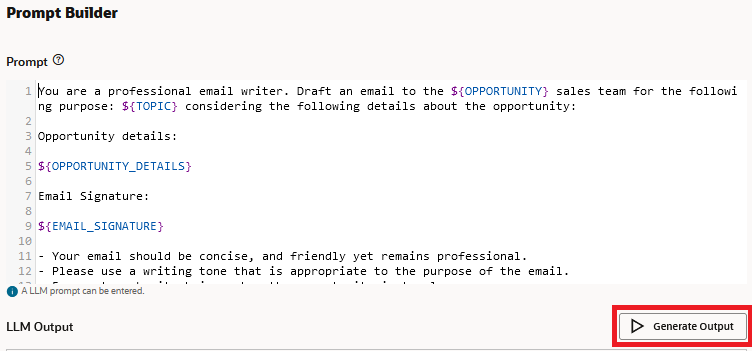 Prompt Builder
Prompt
1 You are a professional email writer. Draft an email to the ${OPPORTUNITY} sales team for the followi
ng purpose: ${TOPIC} considering the following details about the opportunity:
2
3 Opportunity details:
4
5 ${OPPORTUNITY_DETAILS}
6
7 Email Signature:
8
9 ${EMAIL_SIGNATURE}
10
11 - Your email should be concise, and friendly yet remains professional.
12 - Please use a writing tone that is appropriate to the purpose of the email.
A LLM prompt can be entered.
LLM Output
Generate Output